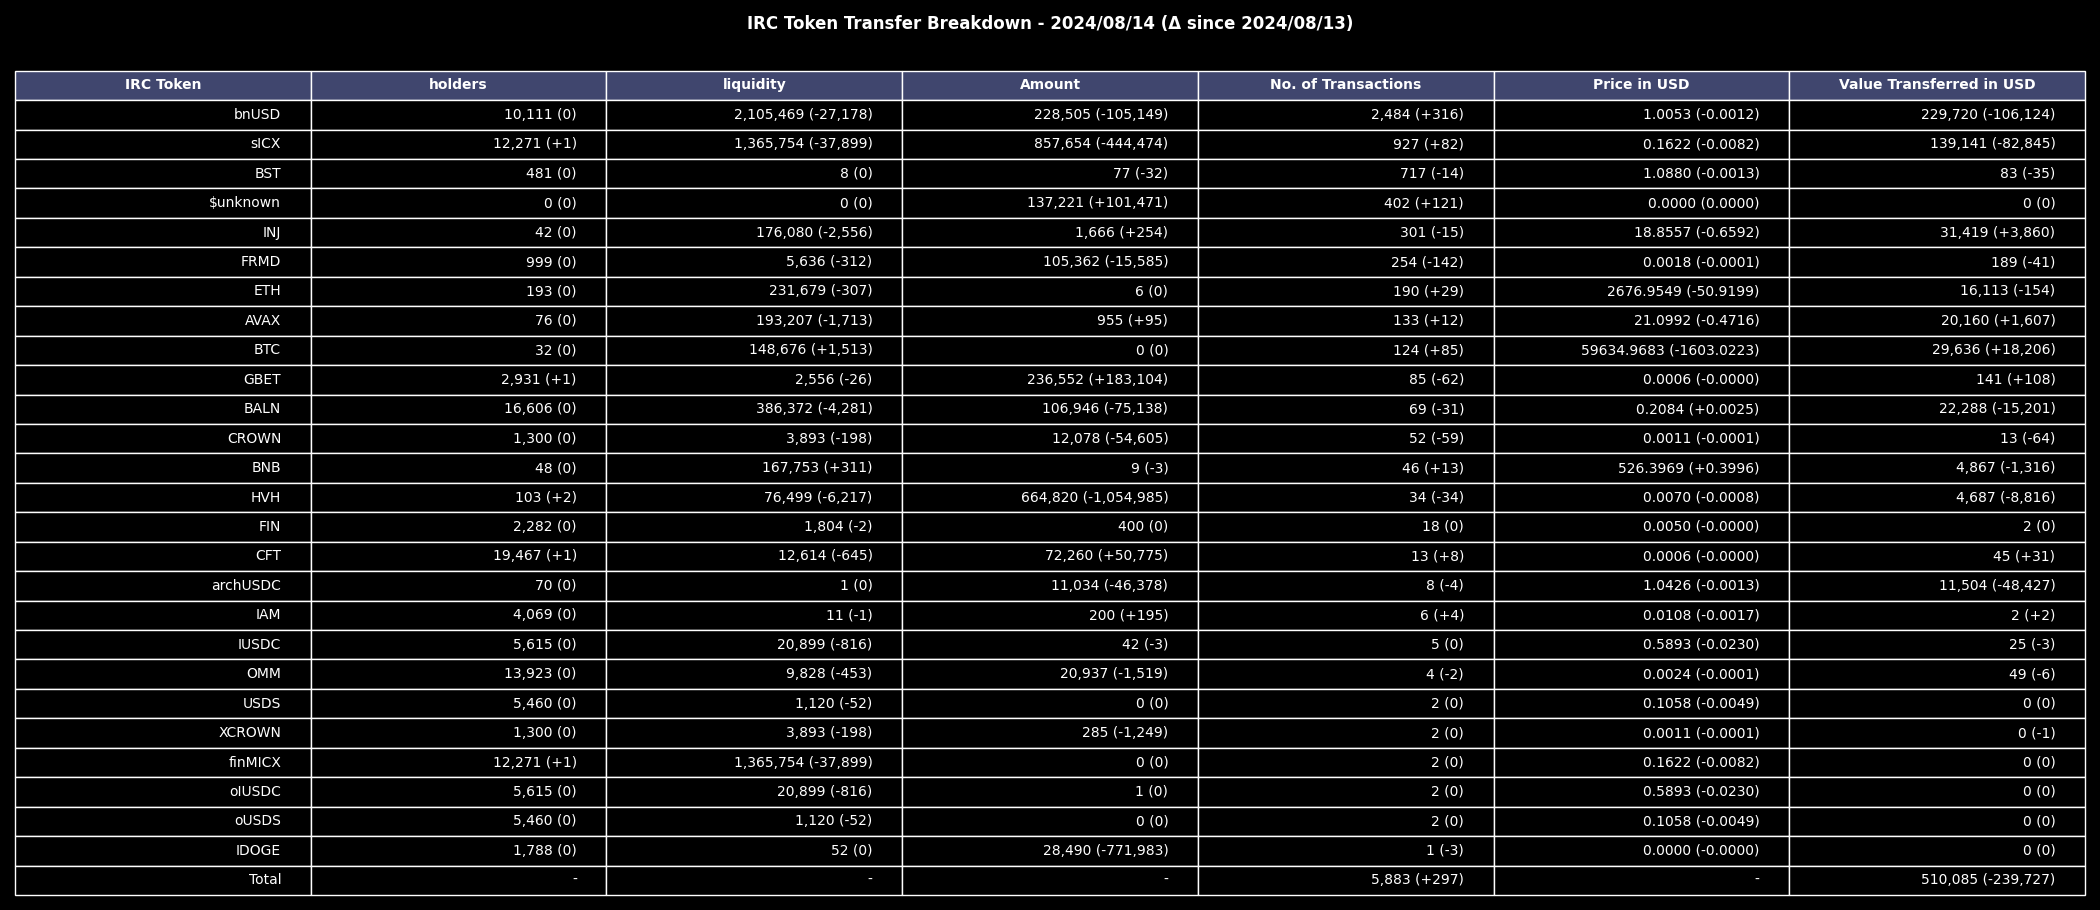 IRC Token Transfer Breakdown - 2024/08/14 (Δ since 2024/08/13)
IRC Token holders liquidity Amount No. of Transactions Price in USD Value Transferred in USD
bnUSD 10,111 (0) 2,105,469 (-27,178) 228,505 (-105,149) 2,484 (+316) 1.0053 (-0.0012) 229,720 (-106,124)
sICX 12,271 (+1) 1,365,754 (-37,899) 857,654 (-444,474) 927 (+82) 0.1622 (-0.0082) 139,141 (-82,845)
BST 481 (0) 8 (0) 77 (-32) 717 (-14) 1.0880 (-0.0013) 83 (-35)
$unknown 0 (0) 0 (0) 137,221 (+101,471) 402 (+121) 0.0000 (0.0000) 0 (0)
INJ 42 (0) 176,080 (-2,556) 1,666 (+254) 301 (-15) 18.8557 (-0.6592) 31,419 (+3,860)
FRMD 999 (0) 5,636 (-312) 105,362 (-15,585) 254 (-142) 0.0018 (-0.0001) 189 (-41)
ETH 193 (0) 231,679 (-307) 6 (0) 190 (+29) 2676.9549 (-50.9199) 16,113 (-154)
AVAX 76 (0) 193,207 (-1,713) 955 (+95) 133 (+12) 21.0992 (-0.4716) 20,160 (+1,607)
BTC 32 (0) 148,676 (+1,513) 0 (0) 124 (+85) 59634.9683 (-1603.0223) 29,636 (+18,206)
GBET 2,931 (+1) 2,556 (-26) 236,552 (+183,104) 85 (-62) 0.0006 (-0.0000) 141 (+108)
BALN 16,606 (0) 386,372 (-4,281) 106,946 (-75,138) 69 (-31) 0.2084 (+0.0025) 22,288 (-15,201)
CROWN 1,300 (0) 3,893 (-198) 12,078 (-54,605) 52 (-59) 0.0011 (-0.0001) 13 (-64)
BNB 48 (0) 167,753 (+311) 9 (-3) 46 (+13) 526.3969 (+0.3996) 4,867 (-1,316)
HVH 103 (+2) 76,499 (-6,217) 664,820 (-1,054,985) 34 (-34) 0.0070 (-0.0008) 4,687 (-8,816)
FIN 2,282 (0) 1,804 (-2) 400 (0) 18 (0) 0.0050 (-0.0000) 2 (0)
CFT 19,467 (+1) 12,614 (-645) 72,260 (+50,775) 13 (+8) 0.0006 (-0.0000) 45 (+31)
archUSDC 70 (0) 1 (0) 11,034 (-46,378) 8 (-4) 1.0426 (-0.0013) 11,504 (-48,427)
IAM 4,069 (0) 11 (-1) 200 (+195) 6 (+4) 0.0108 (-0.0017) 2 (+2)
IUSDC 5,615 (0) 20,899 (-816) 42 (-3) 5 (0) 0.5893 (-0.0230) 25 (-3)
OMM 13,923 (0) 9,828 (-453) 20,937 (-1,519) 4 (-2) 0.0024 (-0.0001) 49 (-6)
USDS 5,460 (0) 1,120 (-52) 0 (0) 2 (0) 0.1058 (-0.0049) 0 (0)
XCROWN 1,300 (0) 3,893 (-198) 285 (-1,249) 2 (0) 0.0011 (-0.0001) 0 (-1)
finMICX 12,271 (+1) 1,365,754 (-37,899) 0 (0) 2 (0) 0.1622 (-0.0082) 0 (0)
oIUSDC 5,615 (0) 20,899 (-816) 1 (0) 2 (0) 0.5893 (-0.0230) 0 (0)
oUSDS 5,460 (0) 1,120 (-52) 0 (0) 2 (0) 0.1058 (-0.0049) 0 (0)
IDOGE 1,788 (0) 52 (0) 28,490 (-771,983) 1 (-3) 0.0000 (-0.0000) 0 (0)
Total - - - 5,883 (+297) - 510,085 (-239,727)